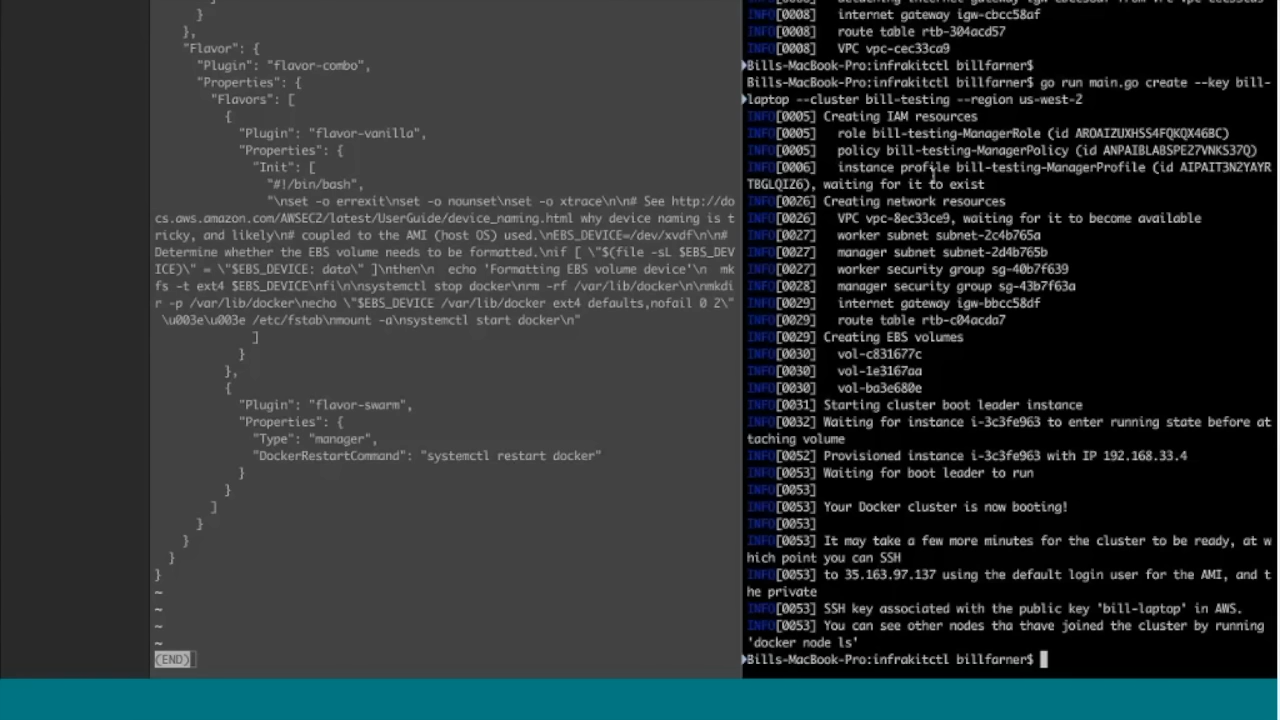 ]
}
},
"Flavor": {
"Plugin": "flavor-combo",
"Properties": {
"Flavors": [
{
"Plugin": "flavor-vanilla",
"Properties": {
"Init": [
"#!/bin/bash",
"\nset -o errexit\nset -o nounset\nset -o xtrace\n# See http://do
cs.aws.amazon.com/AWSEC2/latest/UserGuide/device_naming.html why device naming is t
ricky, and likely\n# coupled to the AMI (host OS) used.\nEBS_DEVICE=/dev/xvdf\n\n#
Determine whether the EBS volume needs to be formatted.\nif [ \"$(file -sL $EBS_DEV
ICE)\" = \"$EBS_DEVICE: data\" ]\nthen\n  echo 'Formatting EBS volume device'\n  mk
fs -t ext4 $EBS_DEVICE\nfi\n\nsystemctl stop docker\nrm -rf /var/lib/docker\n\nmkdi
r -p /var/lib/docker\necho \"$EBS_DEVICE /var/lib/docker ext4 defaults,nofail 0 2\"
\u003e\u003e /etc/fstab\nmount -a\nsystemctl start docker\n"
]
}
},
{
"Plugin": "flavor-swarm",
"Properties": {
"Type": "manager",
"DockerRestartCommand": "systemctl restart docker"
}
}
]
}
}
}
}
~
~
~
~
(END)
INFO[0008]   internet gateway igw-cbcc58af
INFO[0008]   route table rtb-304acd57
INFO[0008]   VPC vpc-cec33ca9
Bills-MacBook-Pro:infrakitctl billfarner$
Bills-MacBook-Pro:infrakitctl billfarner$ go run main.go create --key bill-
laptop --cluster bill-testing --region us-west-2
INFO[0005] Creating IAM resources
INFO[0005]   role bill-testing-ManagerRole (id AROAIZUXHSS4FQKQX46BC)
INFO[0005]   policy bill-testing-ManagerPolicy (id ANPAIBLABSPE27VNKS37Q)
INFO[0006]   instance profile bill-testing-ManagerProfile (id AIPAIT3N2YAYR
TBGLQIZ6), waiting for it to exist
INFO[0026] Creating network resources
INFO[0026]   VPC vpc-8ec33ce9, waiting for it to become available
INFO[0027]   worker subnet subnet-2c4b765a
INFO[0027]   manager subnet subnet-2d4b765b
INFO[0027]   worker security group sg-40b7f639
INFO[0028]   manager security group sg-43b7f63a
INFO[0029]   internet gateway igw-bbcc58df
INFO[0029]   route table rtb-c04acda7
INFO[0029] Creating EBS volumes
INFO[0030]   vol-c831677c
INFO[0030]   vol-1e3167aa
INFO[0030]   vol-ba3e680e
INFO[0031] Starting cluster boot leader instance
INFO[0032] Waiting for instance i-3c3fe963 to enter running state before at
taching volume
INFO[0052] Provisioned instance i-3c3fe963 with IP 192.168.33.4
INFO[0053] Waiting for boot leader to run
INFO[0053]
INFO[0053] Your Docker cluster is now booting!
INFO[0053]
INFO[0053] It may take a few more minutes for the cluster to be ready, at w
hich point you can SSH
INFO[0053] to 35.163.97.137 using the default login user for the AMI, and t
he private
INFO[0053] SSH key associated with the public key 'bill-laptop' in AWS.
INFO[0053] You can see other nodes tha thave joined the cluster by running
'docker node ls'
Bills-MacBook-Pro:infrakitctl billfarner$